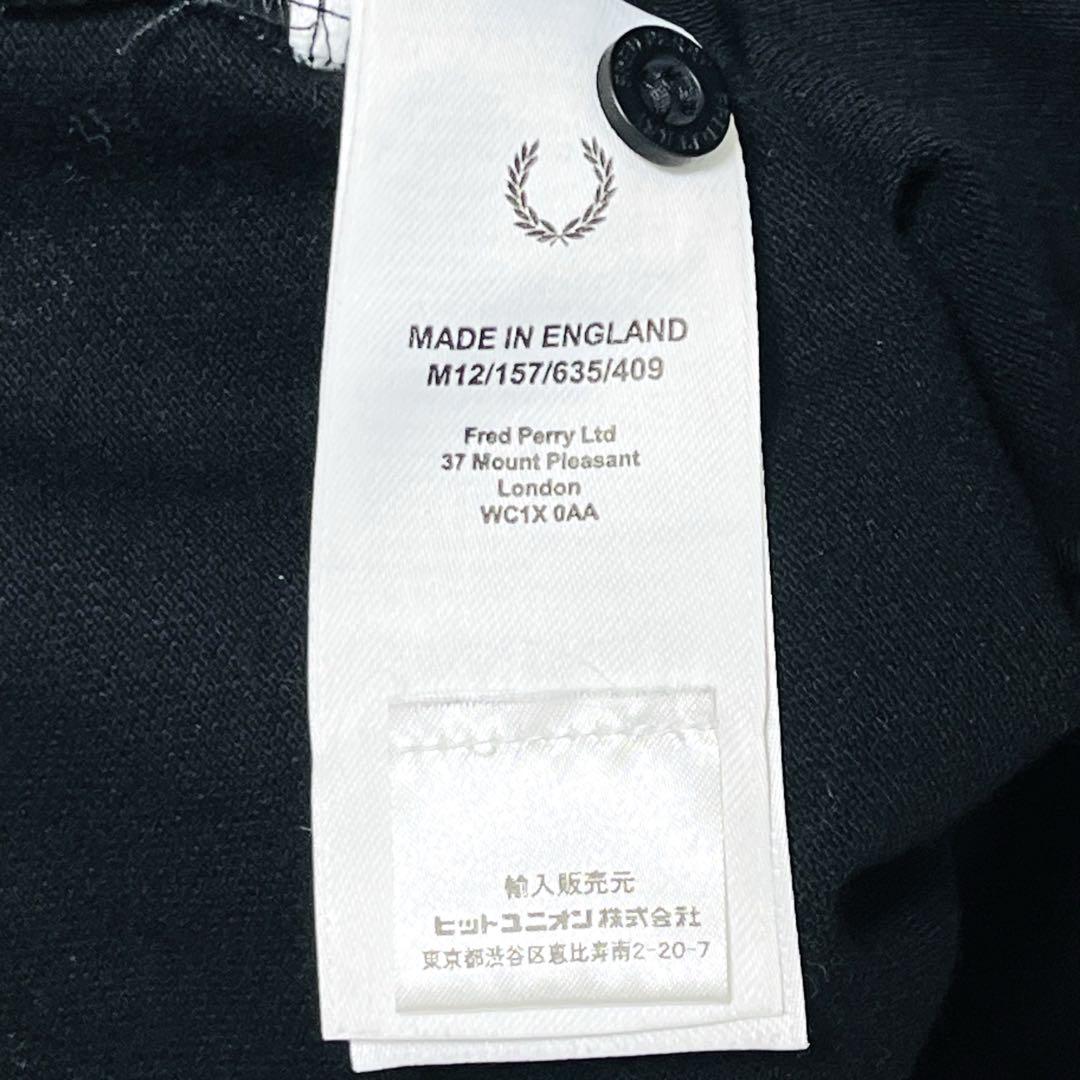 MADE IN ENGLAND
M12/157/635/409
Fred Perry Ltd
37 Mount Pleasant
London
WC1X 0AA
輸入販売元
ヒットユニオン株式会社
東京都渋谷区恵比寿南2-20-7